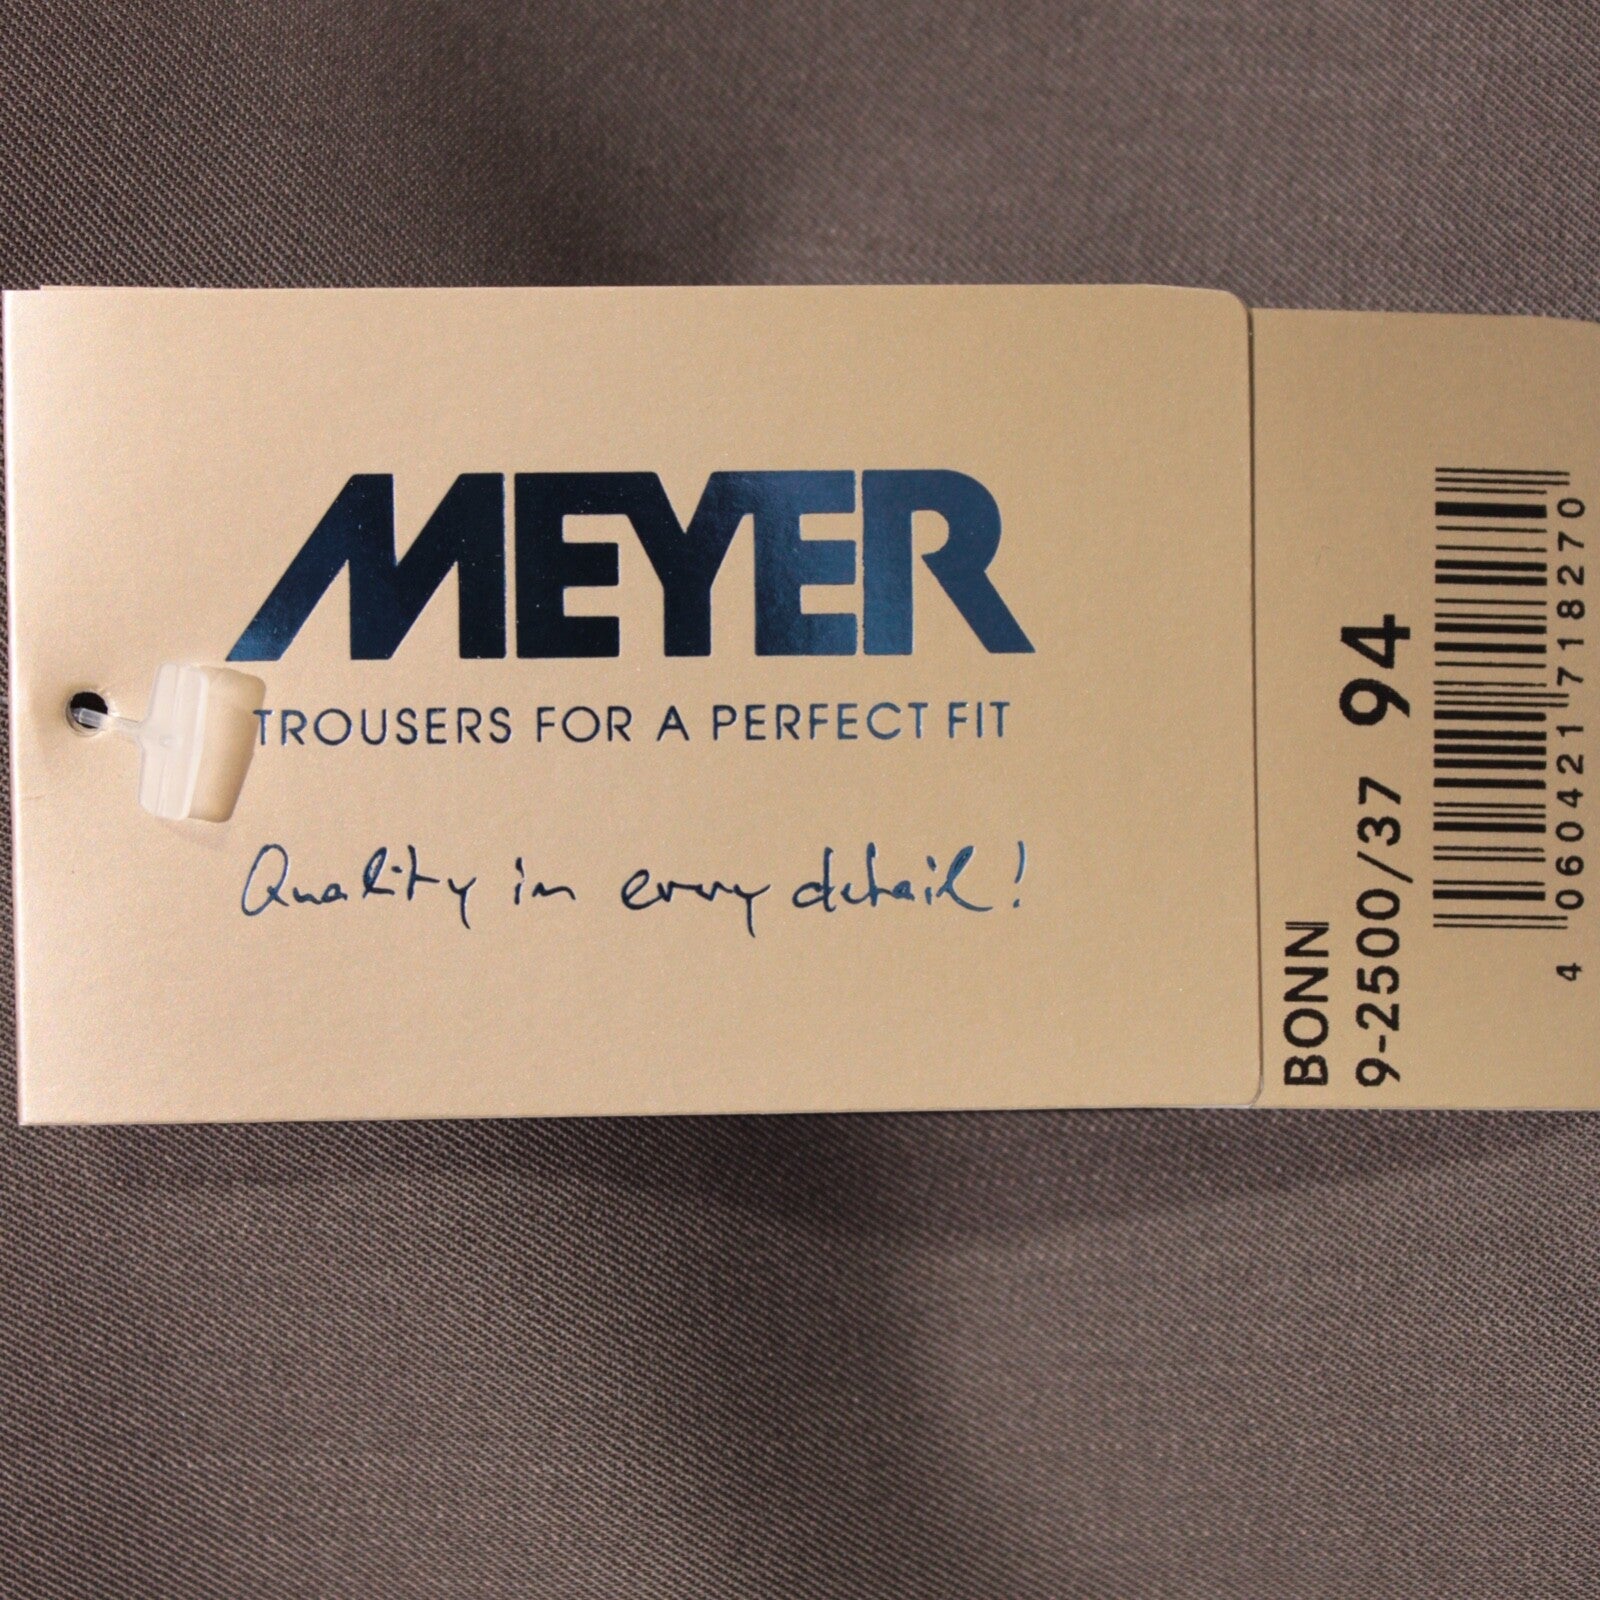 MEYER
TROUSERS FOR A PERFECT FIT
Quality in every detail!
BONN
9-2500/37 94
4 060421 718270